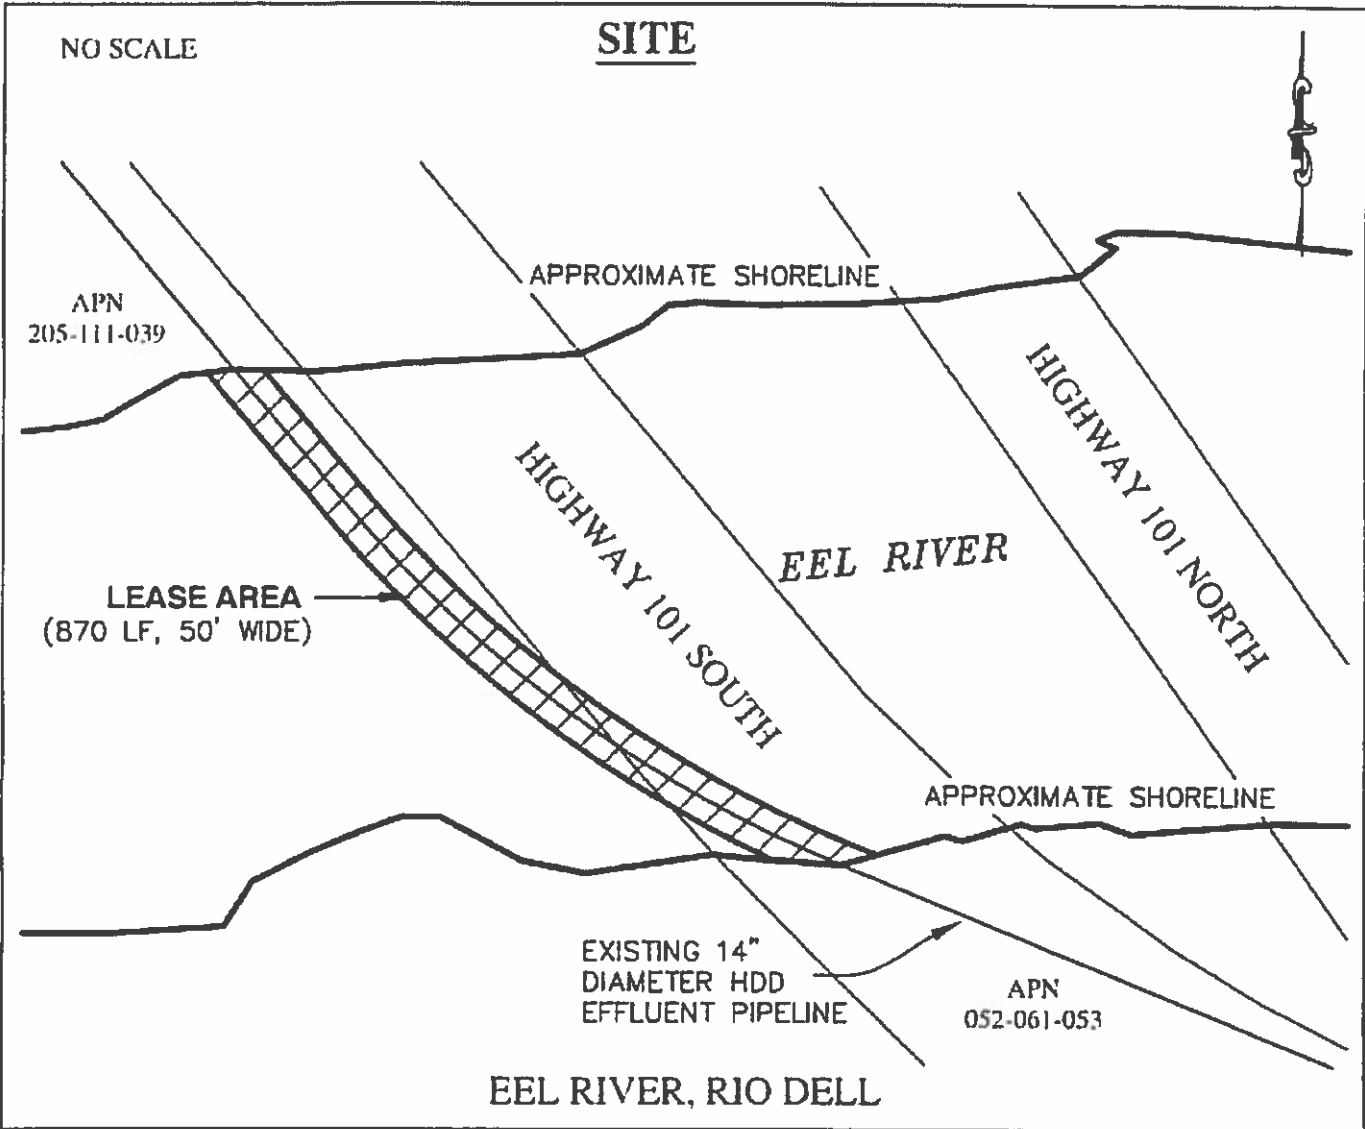 NO SCALE
SITE
APPROXIMATE SHORELINE
APN
205-111-039
HIGHWAY 101 NORTH
HIGHWAY 101 SOUTH
EEL RIVER
LEASE AREA
(870 LF, 50' WIDE)
APPROXIMATE SHORELINE
EXISTING 14"
DIAMETER HDD
EFFLUENT PIPELINE
APN
052-061-053
EEL RIVER, RIO DELL